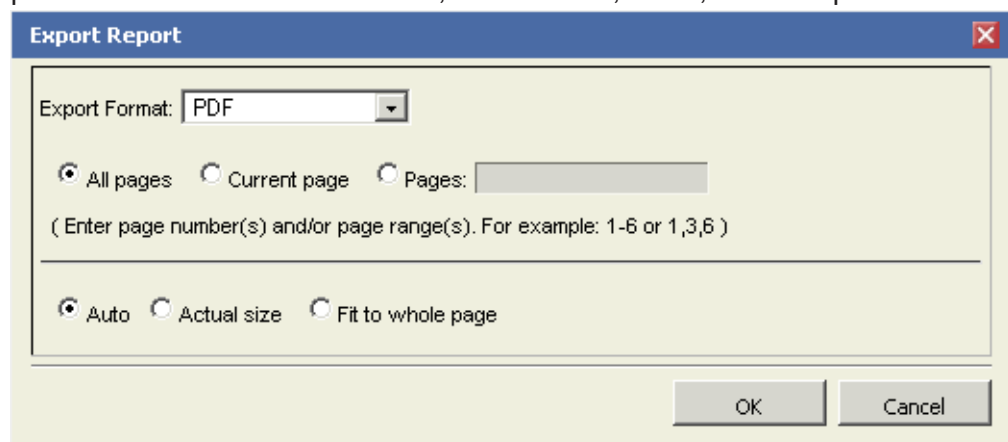 Export Report
Export Format: PDF
All pages Current page Pages:
( Enter page number(s) and/or page range(s). For example: 1-6 or 1,3,6 )
Auto Actual size Fit to whole page
OK Cancel